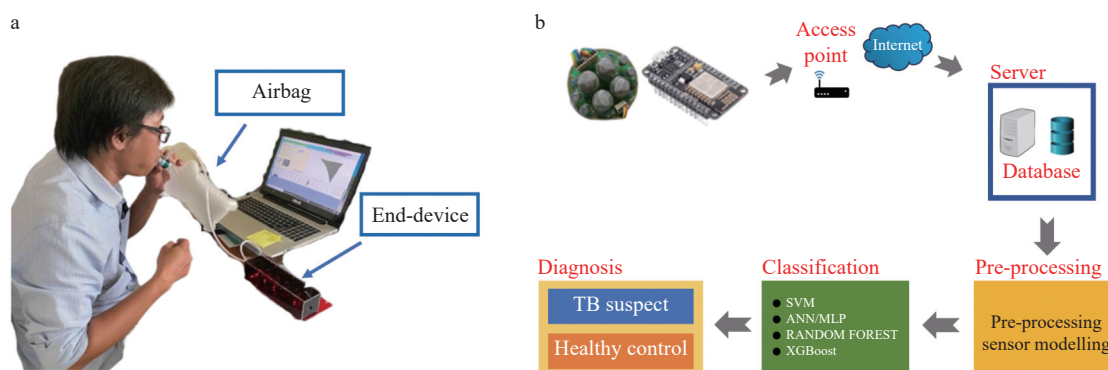 a
Airbag
End-device
b
Access
point
Internet
Server
Database
Pre-processing
Pre-processing
sensor modelling
Classification
● SVM
● ANN/MLP
● RANDOM FOREST
● XGBoost
Diagnosis
TB suspect
Healthy control